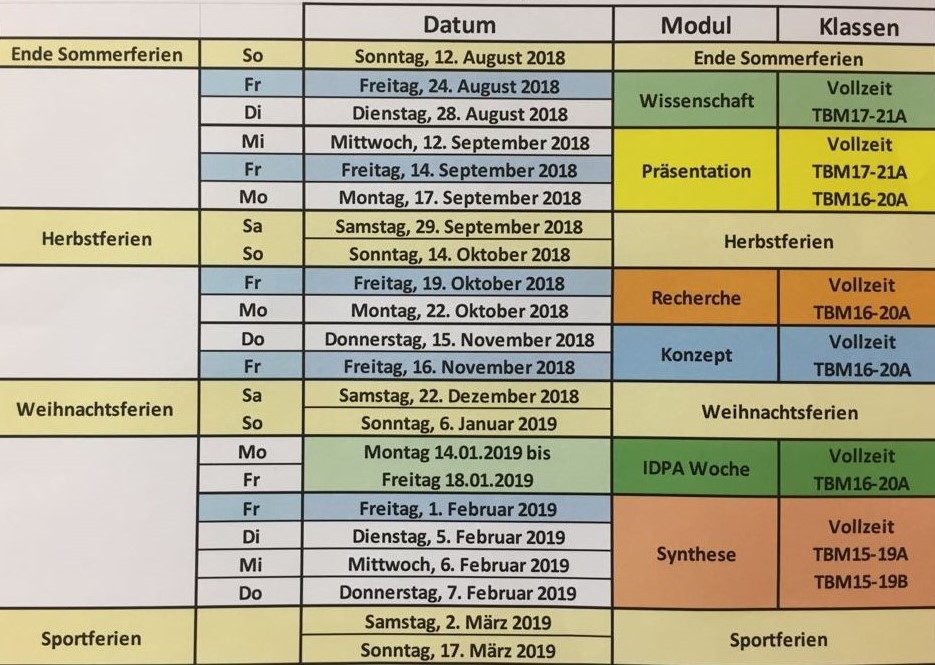 Datum Modul Klassen
Ende Sommerferien So Sonntag, 12. August 2018 Ende Sommerferien
Fr Freitag, 24. August 2018 Wissenschaft Vollzeit
Di Dienstag, 28. August 2018 TBM17-21A
Mi Mittwoch, 12. September 2018 Präsentation Vollzeit
Fr Freitag, 14. September 2018 TBM17-21A
Mo Montag, 17. September 2018 TBM16-20A
Herbstferien Sa Samstag, 29. September 2018 Herbstferien
So Sonntag, 14. Oktober 2018
Fr Freitag, 19. Oktober 2018 Recherche Vollzeit
Mo Montag, 22. Oktober 2018 TBM16-20A
Do Donnerstag, 15. November 2018 Konzept Vollzeit
Fr Freitag, 16. November 2018 TBM16-20A
Weihnachtsferien Sa Samstag, 22. Dezember 2018 Weihnachtsferien
So Sonntag, 6. Januar 2019
Mo Montag 14.01.2019 bis IDPA Woche Vollzeit
Fr Freitag 18.01.2019 TBM16-20A
Fr Freitag, 1. Februar 2019 Synthese Vollzeit
Di Dienstag, 5. Februar 2019 TBM15-19A
Mi Mittwoch, 6. Februar 2019 TBM15-19B
Do Donnerstag, 7. Februar 2019
Sportferien Samstag, 2. März 2019 Sportferien
Sonntag, 17. März 2019